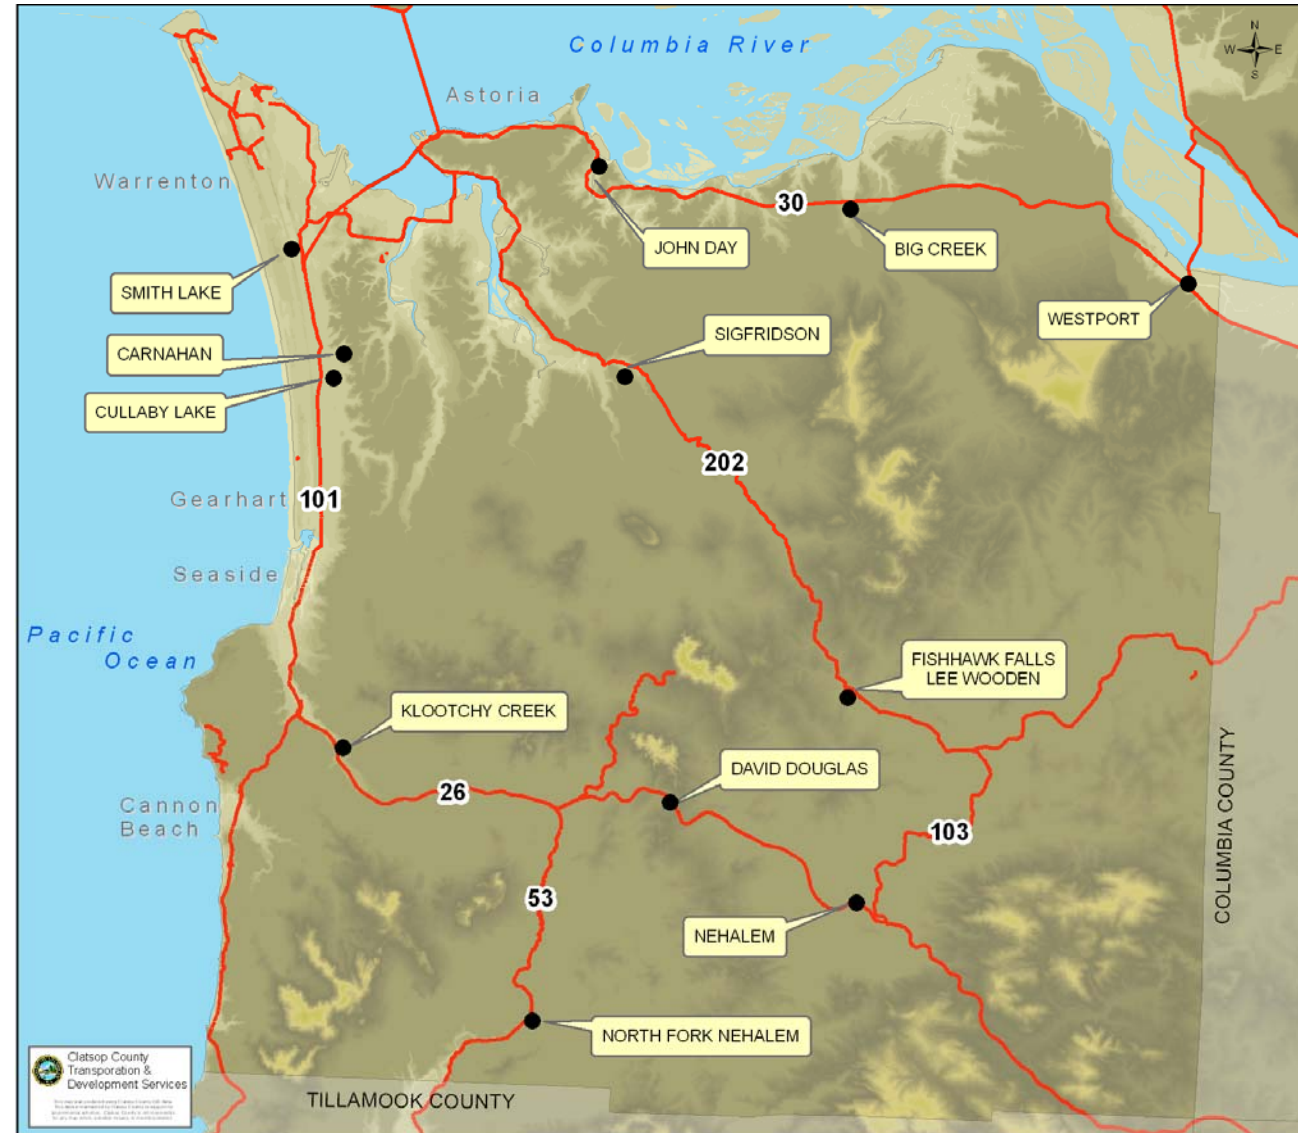 N
W E
S
Columbia River
Astoria
Warrenton
30
JOHN DAY
BIG CREEK
SMITH LAKE
WESTPORT
SIGFRIDSON
CARNAHAN
CULLABY LAKE
202
Gearhart
101
Seaside
Pacific
Ocean
FISHHAWK FALLS
LEE WOODEN
KLOOTCHY CREEK
DAVID DOUGLAS
26
Cannon
Beach
103
COLUMBIA COUNTY
53
NEHALEM
NORTH FORK NEHALEM
Clatsop County
Transporation &
Development Services
TILLAMOOK COUNTY